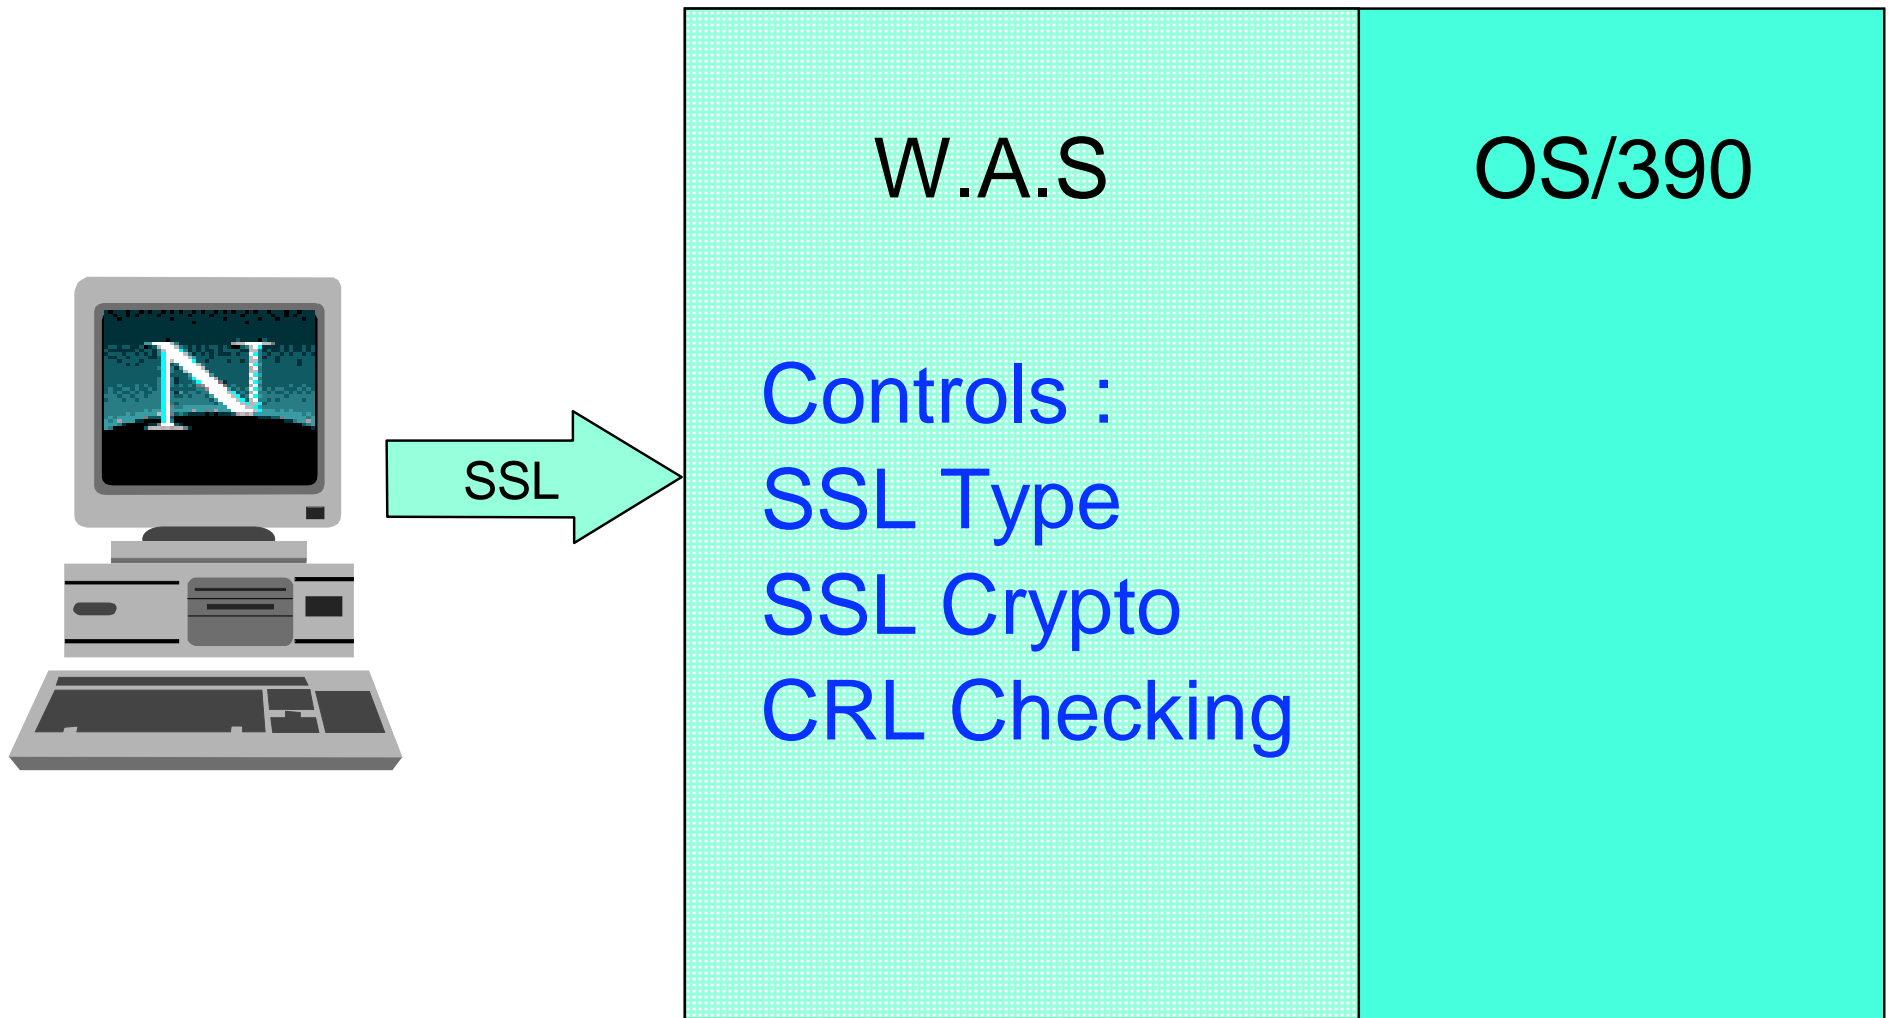 W.A.S
OS/390
N
SSL
Controls :
SSL Type
SSL Crypto
CRL Checking